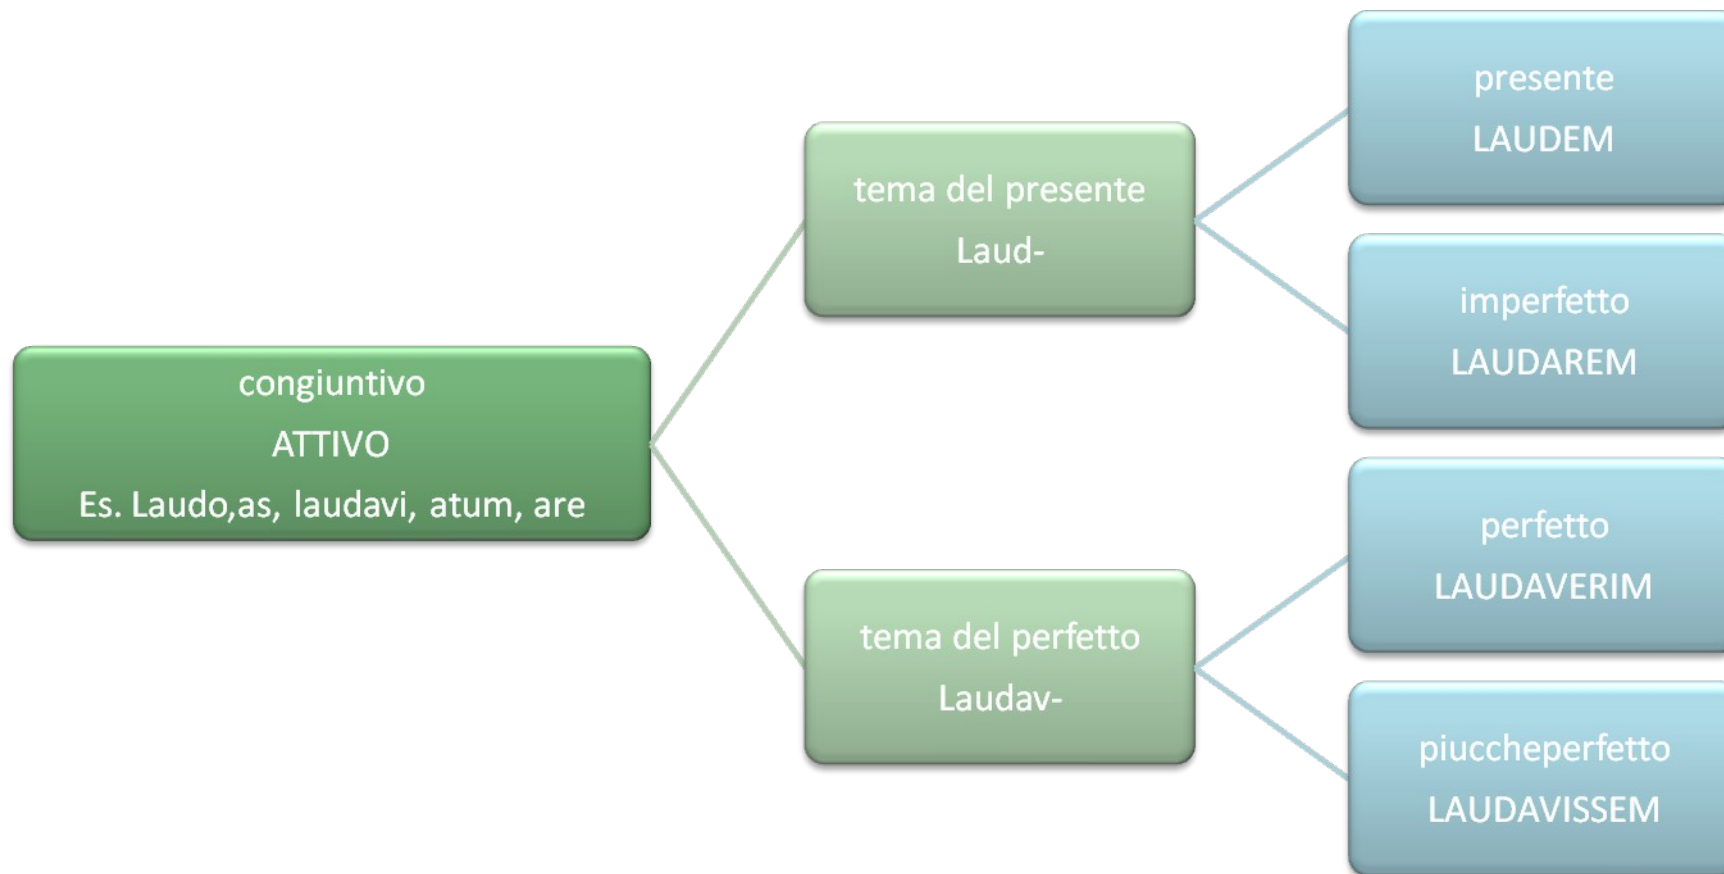 congiuntivo
ATTIVO
Es. Laudo,as, laudavi, atum, are
tema del presente
Laud-
presente
LAUDEM
imperfetto
LAUDAREM
tema del perfetto
Laudav-
perfetto
LAUDAVERIM
piuccheperfetto
LAUDAVISSEM